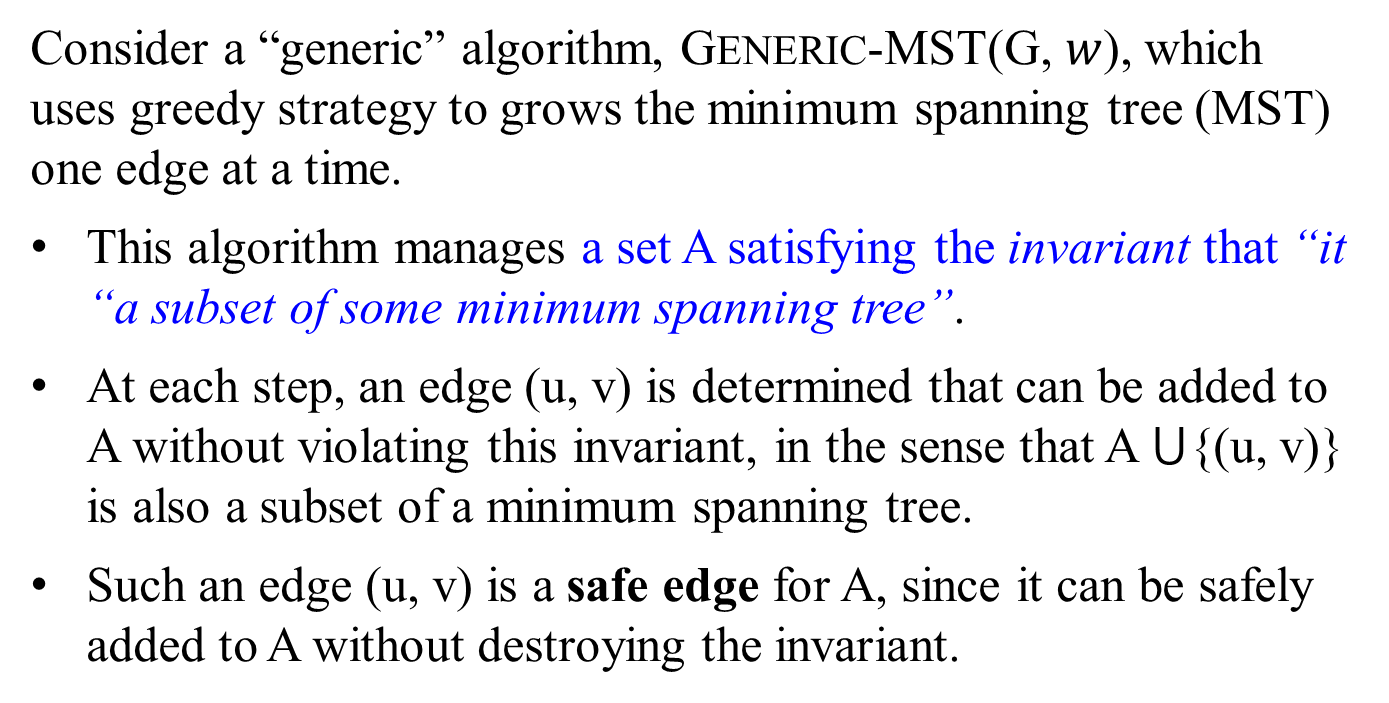 Consider a “generic” algorithm, GENERIC-MST(G, w), which
uses greedy strategy to grows the minimum spanning tree (MST)
one edge at a time.
• This algorithm manages a set A satisfying the invariant that “it
“a subset of some minimum spanning tree”.
• At each step, an edge (u, v) is determined that can be added to
A without violating this invariant, in the sense that A ⋃ {(u, v)}
is also a subset of a minimum spanning tree.
• Such an edge (u, v) is a safe edge for A, since it can be safely
added to A without destroying the invariant.